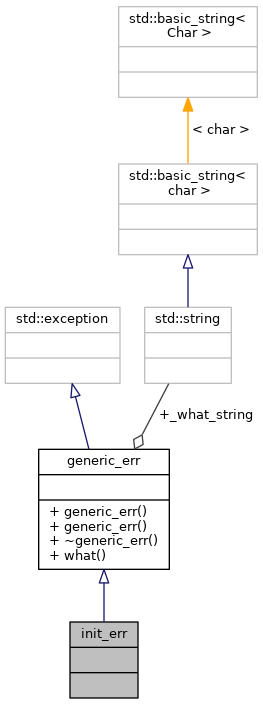 std::basic_string<
Char >
< char >
std::basic_string<
char >
std::exception
std::string
+_what_string
generic_err
+ generic_err()
+ generic_err()
+ ~generic_err()
+ what()
init_err